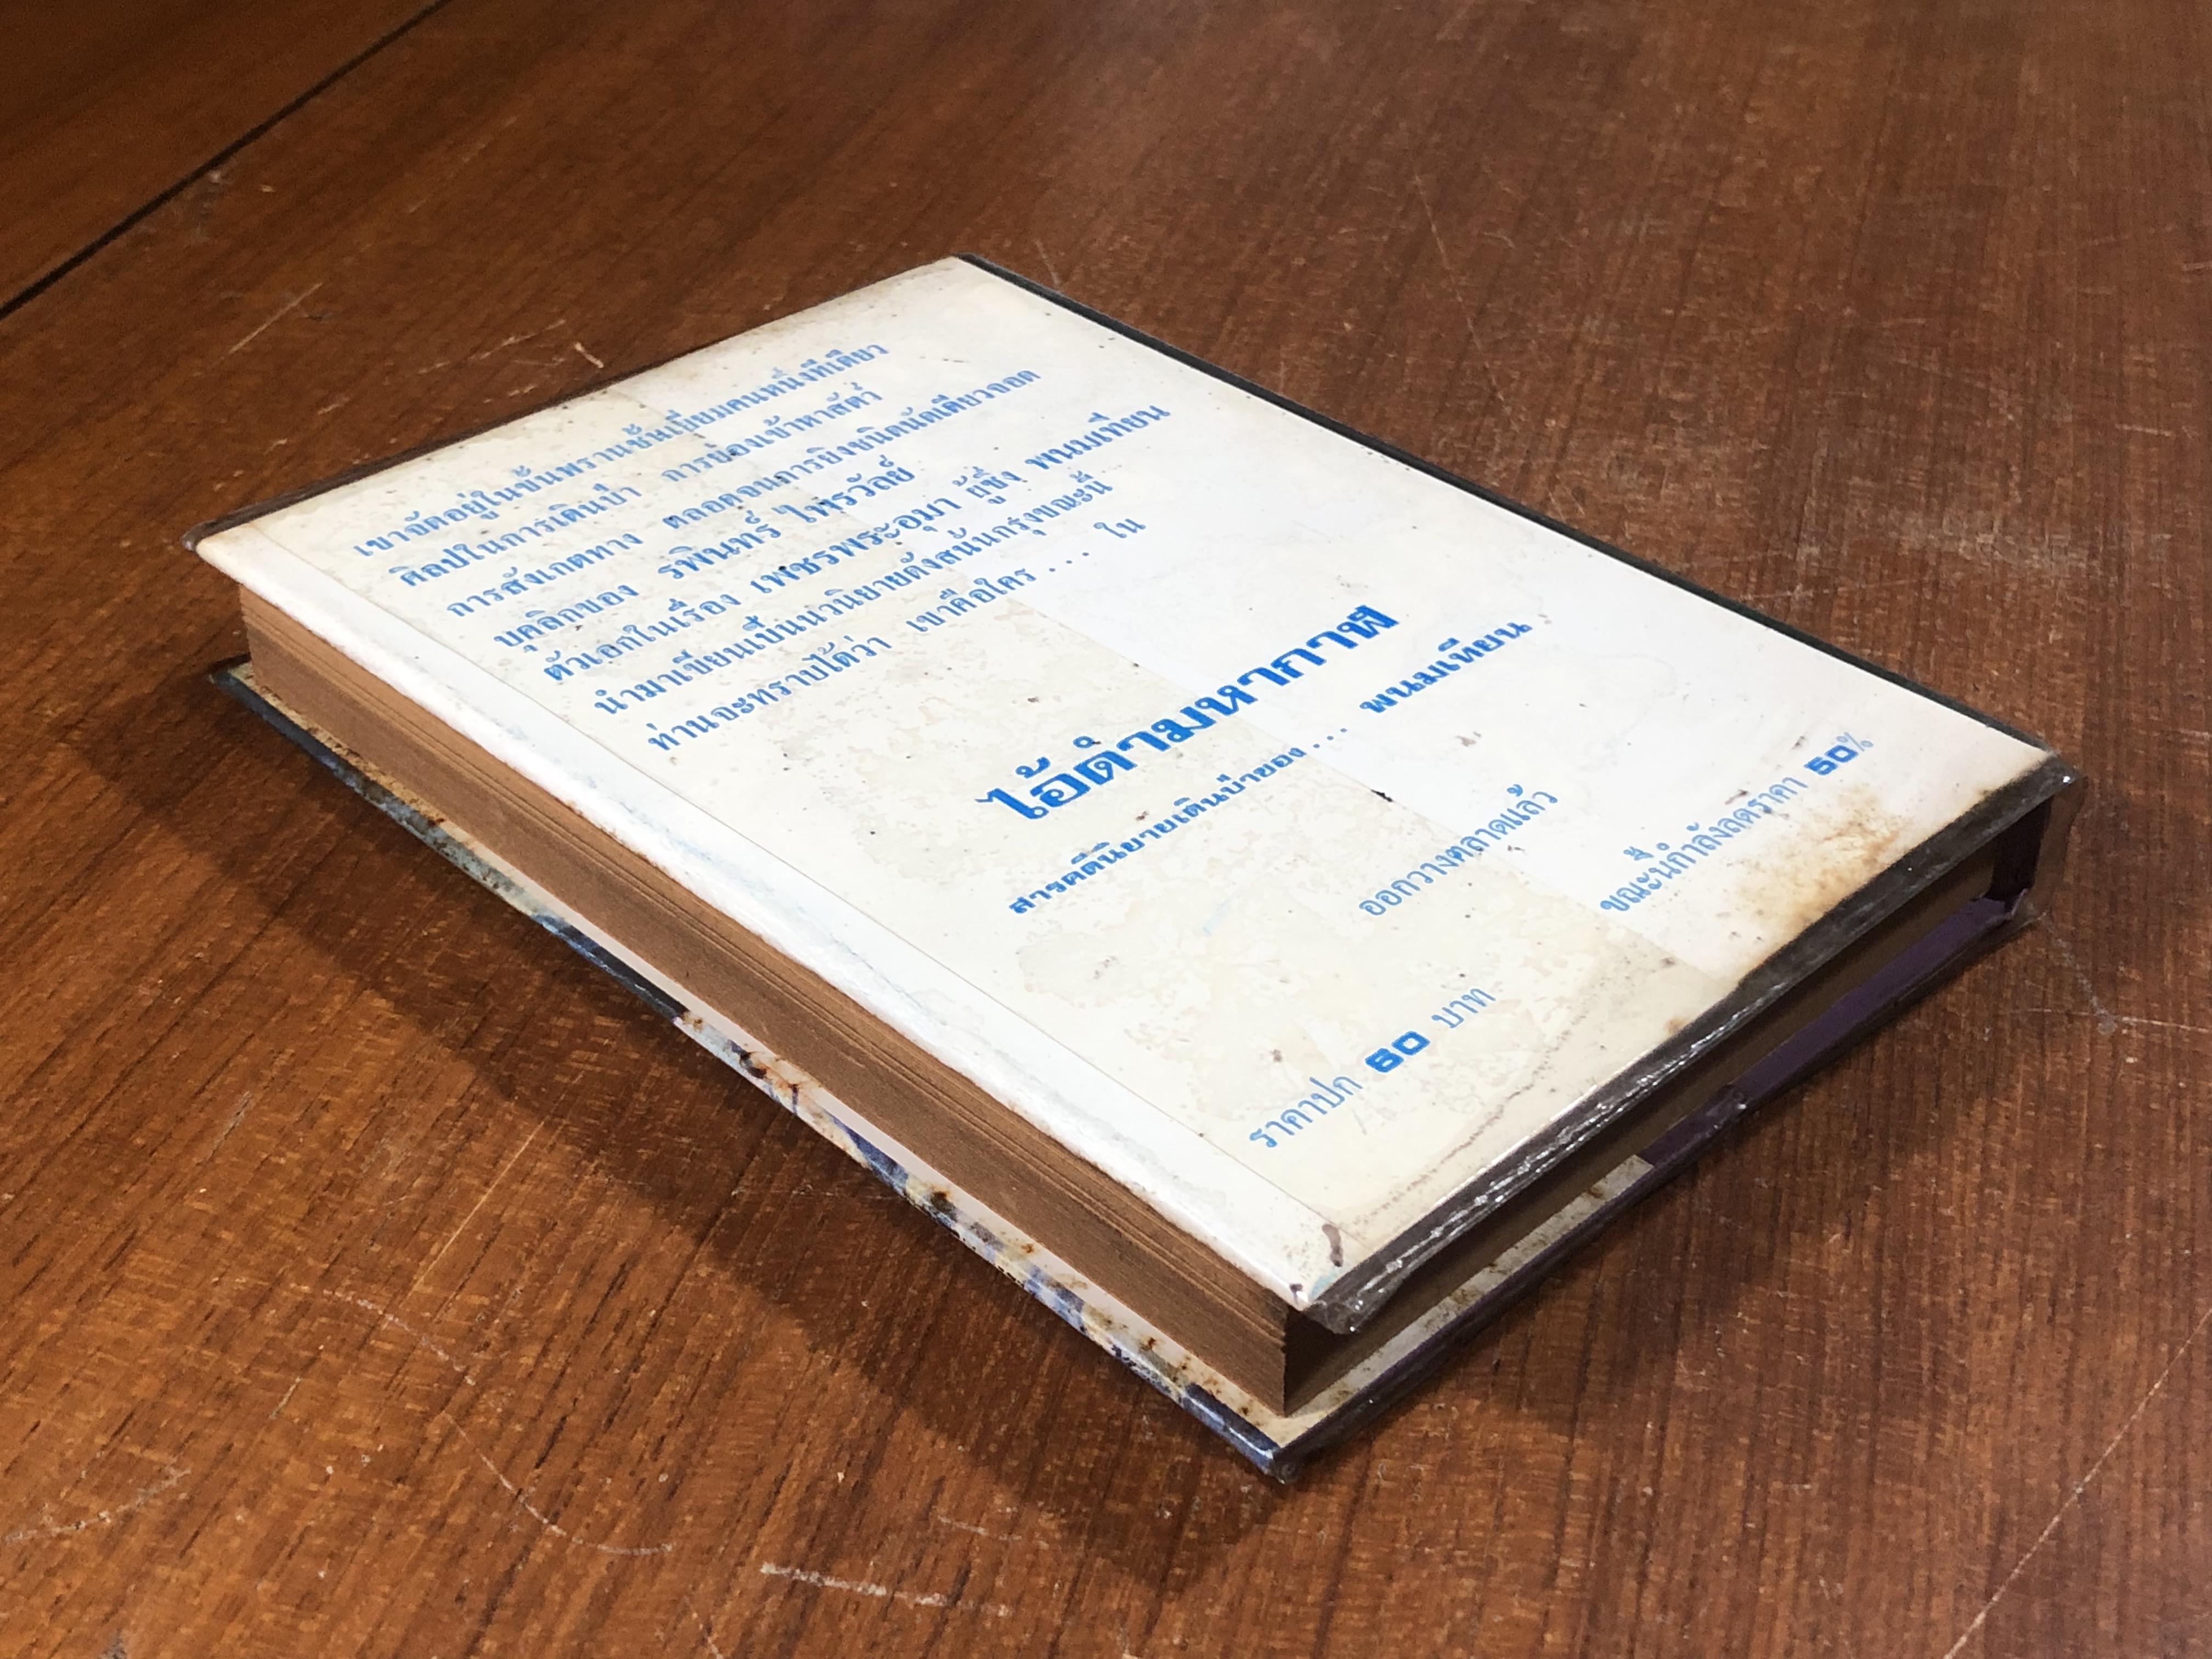 เขาจัดอยู่ในชั้นพรานชั้นเยี่ยมคนหนึ่งทีเดียว
ศิลปในการเดินป่า การย่องเข้าหาสัตว์
การสังเกตทาง ตลอดจนการยิงชนิดนัดเดียวจอด
บุคลิกของ รพินทร์ ไพรวัลย์
ตัวเอกในเรื่อง เพชรพระอุมา ผู้ซึ่ง พนมเทียน
นำมาเขียนเป็นนวนิยายดังสนั่นกรุงขณะนี้
ท่านจะทราบได้ว่า เขาคือใคร ... ใน
ไอ้ดำมหากาฬ
สารคดีนิยายเดินป่าของ ... พนมเทียน
ออกวางตลาดแล้ว
ขณะนี้กำลังลดราคา 50%
ราคาปก 60 บาท